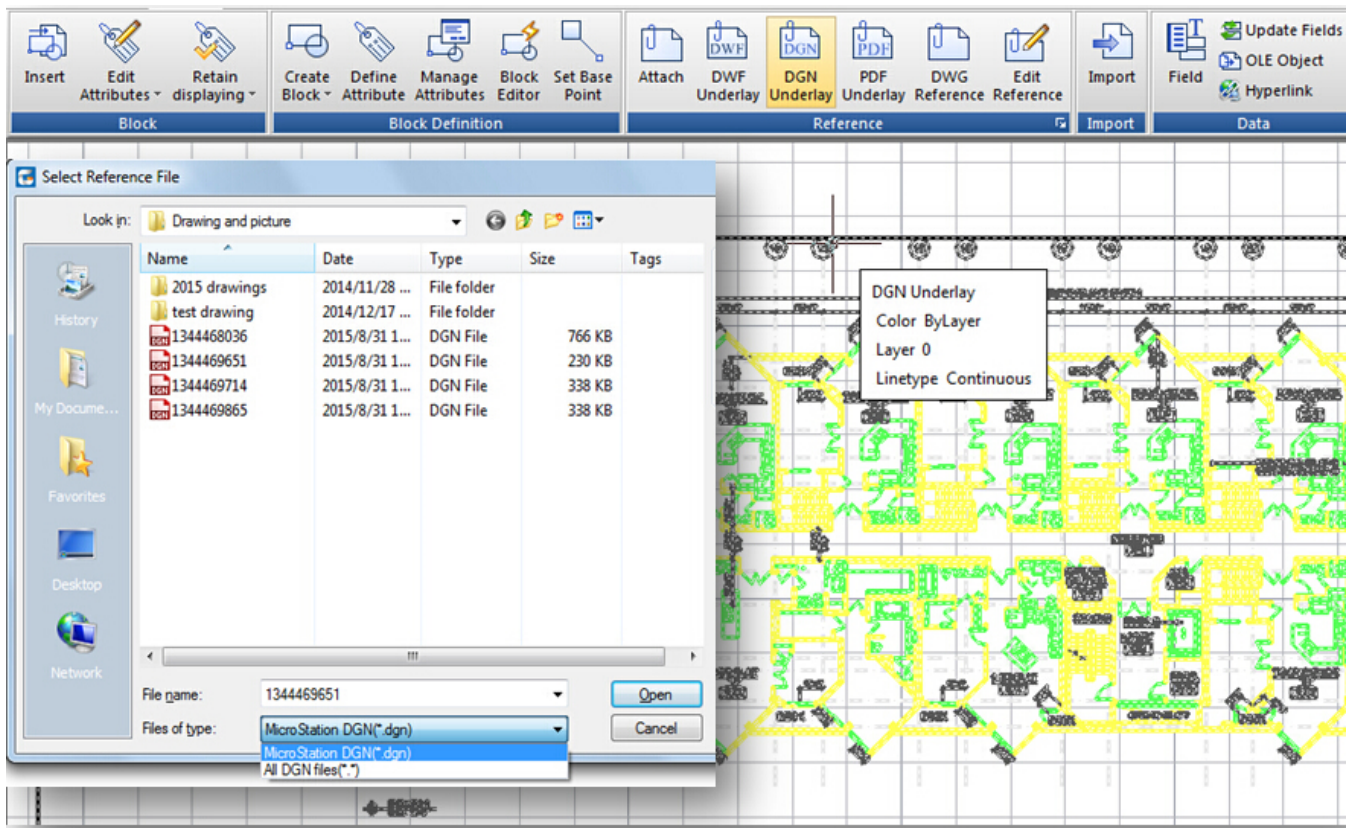 Insert
Edit
Attributes
Retain
displaying
Create
Block
Define
Attribute
Manage
Attributes
Block
Editor
Set Base
Point
Attach
DWF
DWF
Underlay
DGN
DGN
Underlay
PDF
PDF
Underlay
DWG
Reference
Edit
Reference
Import
Field
Update Fields
OLE Object
Hyperlink
Block
Block Definition
Reference
Import
Data
Select Reference File
Look in:
Drawing and picture
Name Date Type Size Tags
2015 drawings 2014/11/28 ... File folder
test drawing 2014/12/17 ... File folder
DGN 1344468036 2015/8/31 1... DGN File 766 KB
DGN 1344469651 2015/8/31 1... DGN File 230 KB
DGN 1344469714 2015/8/31 1... DGN File 338 KB
DGN 1344469865 2015/8/31 1... DGN File 338 KB
History
My Docume...
Favorites
Desktop
Network
File name: 1344469651 Open
Files of type: MicroStation DGN(*.dgn) Cancel
MicroStation DGN(*.dgn)
All DGN files(*.*)
DGN Underlay
Color ByLayer
Layer 0
Linetype Continuous